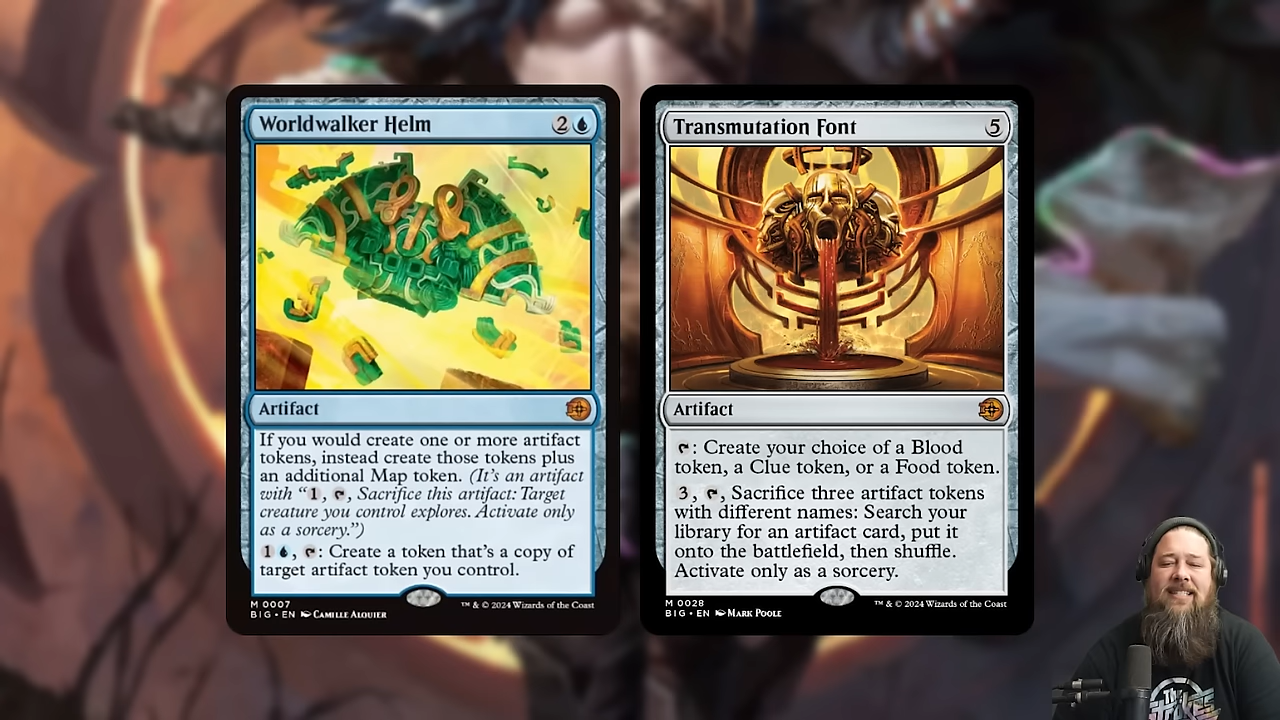 Worldwalker Helm 2
Artifact
If you would create one or more artifact
tokens, instead create those tokens plus
an additional Map token. (It's an artifact
with “1, , Sacrifice this artifact: Target
creature you control explores. Activate only
as a sorcery.”)
1 , : Create a token that's a copy of
target artifact token you control.
M 0007
BIG • EN Camille Alquier
™ & © 2024 Wizards of the Coast
Transmutation Font 5
Artifact
: Create your choice of a Blood
token, a Clue token, or a Food token.
3, , Sacrifice three artifact tokens
with different names: Search your
library for an artifact card, put it
onto the battlefield, then shuffle.
Activate only as a sorcery.
M 0028
BIG • EN Mark Poole
™ & © 2024 Wizards of the Coast
THE